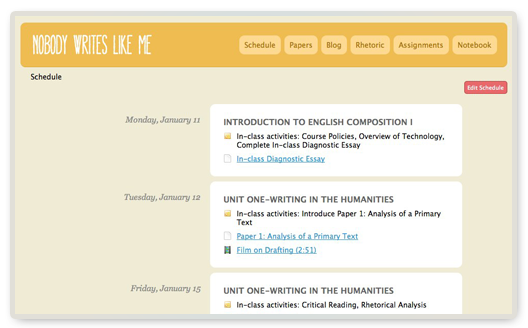 NOBODY WRITES LIKE ME
Schedule Papers Blog Rhetoric Assignments Notebook
Schedule
Edit Schedule
Monday, January 11
INTRODUCTION TO ENGLISH COMPOSITION I
In-class activities: Course Policies, Overview of Technology,
Complete In-class Diagnostic Essay
In-class Diagnostic Essay
Tuesday, January 12
UNIT ONE-WRITING IN THE HUMANITIES
In-class activities: Introduce Paper 1: Analysis of a Primary
Text
Paper 1: Analysis of a Primary Text
Film on Drafting (2:51)
Friday, January 15
UNIT ONE-WRITING IN THE HUMANITIES
In-class activities: Critical Reading, Rhetorical Analysis